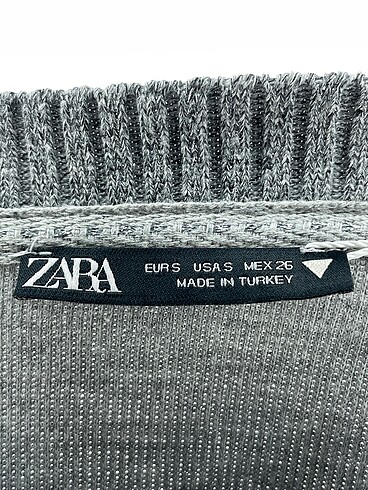 ZARA
EUR S USA S MEX 26
MADE IN TURKEY